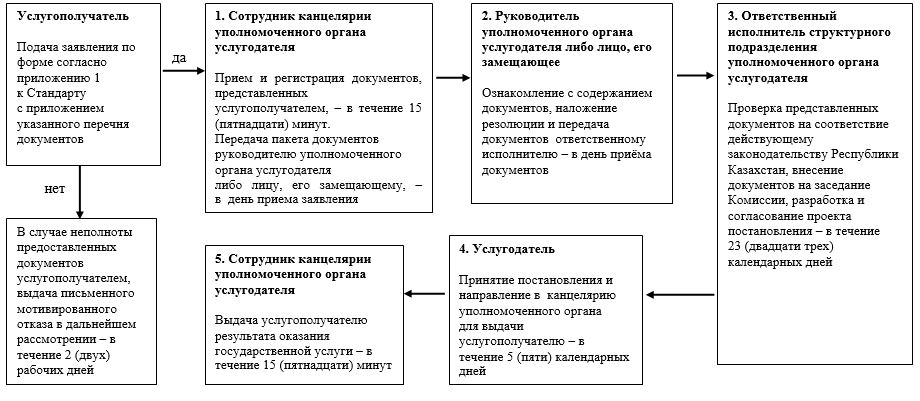 Услугополучатель
Подача заявления по
форме согласно
приложению 1
к Стандарту
с приложением
указанного перечня
документов
да
1. Сотрудник канцелярии
уполномоченного органа
услугодателя
Прием и регистрация документов,
представленных
услугополучателем, – в течение 15
(пятнадцати) минут.
Передача пакета документов
руководителю уполномоченного
органа услугодателя
либо лицу, его замещающему, –
в день приема заявления
2. Руководитель
уполномоченного органа
услугодателя либо лицо, его
замещающее
Ознакомление с содержанием
документов, наложение
резолюции и передача
документов ответственному
исполнителю – в день приёма
документов
3. Ответственный
исполнитель структурного
подразделения
уполномоченного органа
услугодателя
Проверка представленных
документов на соответствие
действующему
законодательству Республики
Казахстан, внесение
документов на заседание
Комиссии, разработка и
согласование проекта
постановления – в течение
23 (двадцати трех)
календарных дней
нет
В случае неполноты
предоставленных
документов
услугополучателем,
выдача письменного
мотивированного
отказа в дальнейшем
рассмотрении – в
течение 2 (двух)
рабочих дней
5. Сотрудник канцелярии
уполномоченного органа
услугодателя
Выдача услугополучателю
результата оказания
государственной услуги – в
течение 15 (пятнадцати) минут
4. Услугодатель
Принятие постановления и
направление в канцелярию
уполномоченного органа
для выдачи
услугополучателю – в
течение 5 (пяти) календарных
дней